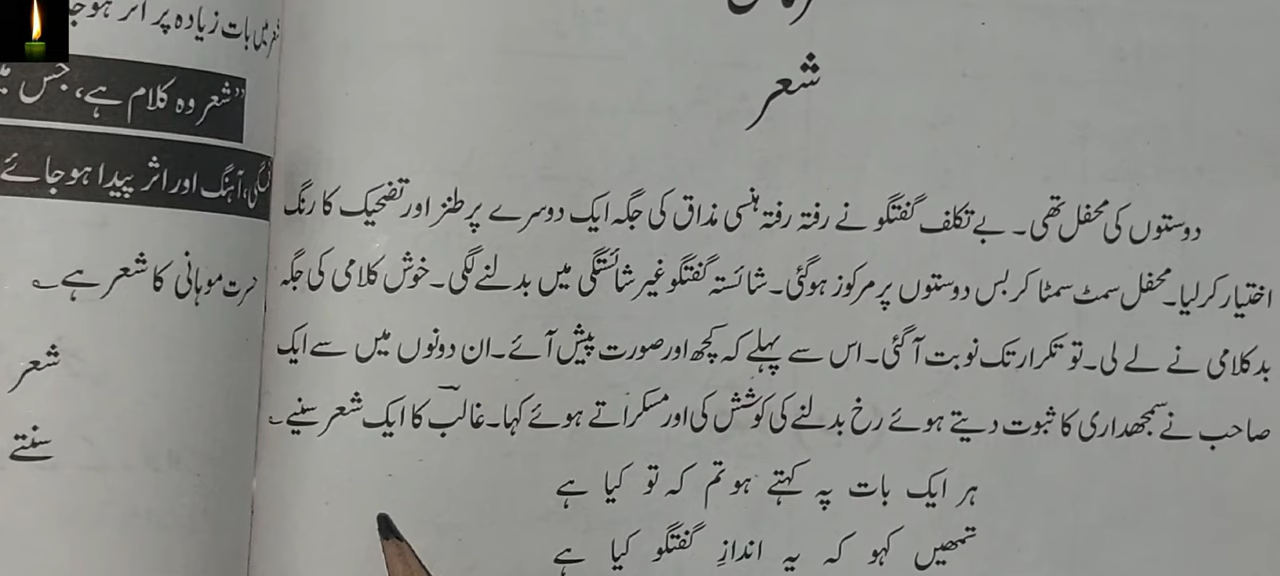 شعر
دوستوں کی محفل تھی۔ بے تکلف گفتگو نے رفتہ رفتہ ہنسی مذاق کی جگہ ایک دوسرے پر طنز اور تضحیک کا رنگ
اختیار کرلیا۔ محفل سمٹ سمٹا کر بس دوستوں پر مرکوز ہوگئی۔ شائستہ گفتگو غیر شائستگی میں بدلنے لگی۔ خوش کلامی کی جگہ
بدکلامی نے لے لی۔ تو تکرار تک نوبت آگئی۔ اس سے پہلے کہ کچھ اور صورت پیش آئے۔ ان دونوں میں سے ایک
صاحب نے سمجھداری کا ثبوت دیتے ہوئے رخ بدلنے کی کوشش کی اور مسکراتے ہوئے کہا۔ غالبؔ کا ایک شعر سنیے۔
ہر ایک بات پہ کہتے ہو تم کہ تو کیا ہے
تمھیں کہو کہ یہ اندازِ گفتگو کیا ہے
میں بات زیادہ پر اثر
"شعر وہ کلام ہے، جس
آہنگ اور اثر پیدا ہوجائے
حسرت موہانی کا شعر ہے۔
شعر
سنتے